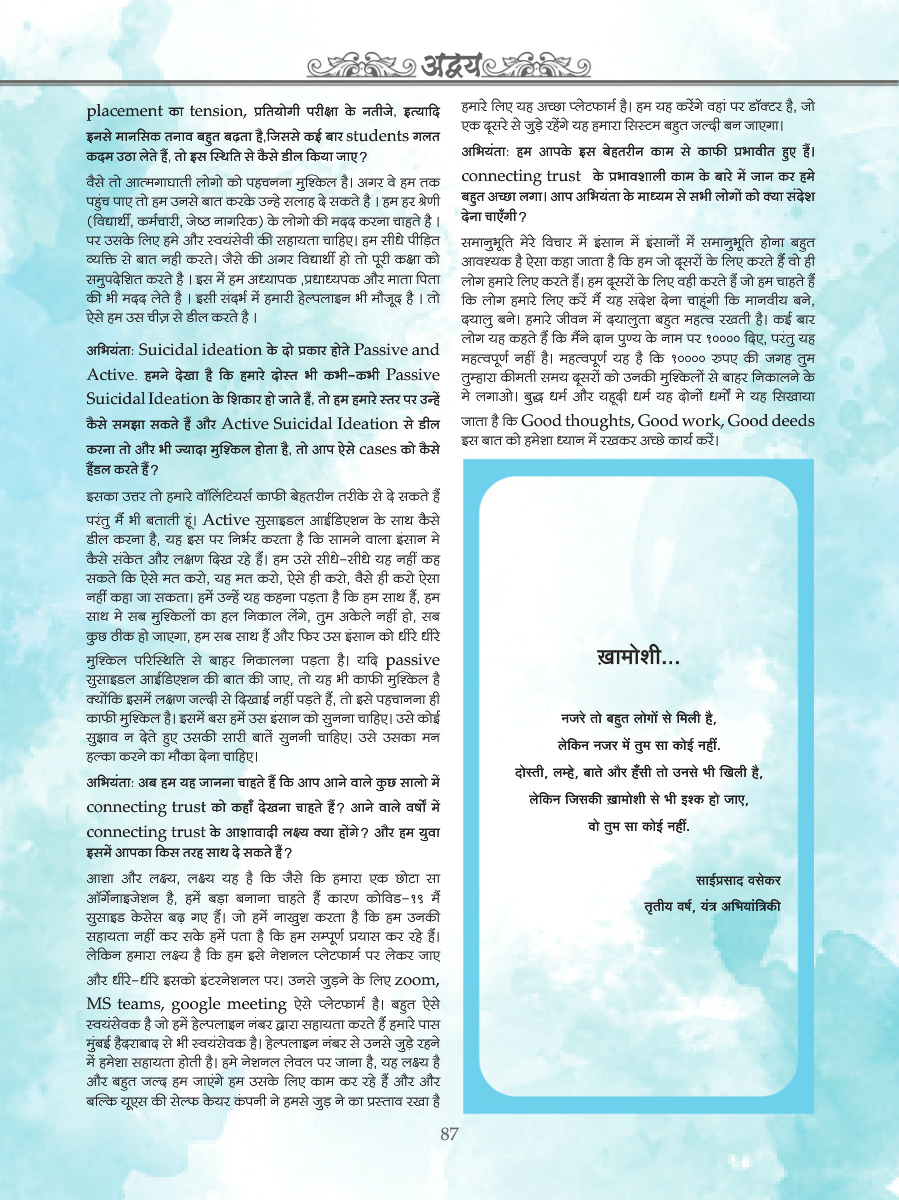 अद्वय
placement का tension, प्रतियोगी परीक्षा के नतीजे, इत्यादि
इनसे मानसिक तनाव बहुत बढता है,जिससे कई बार students गलत
कदम उठा लेते हैं, तो इस स्थिति से कैसे डील किया जाए?
वैसे तो आत्मगाघाती लोगो को पहचनना मुश्किल है। अगर वे हम तक
पहुंच पाए तो हम उनसे बात करके उन्हे सलाह दे सकते है । हम हर श्रेणी
(विद्यार्थी, कर्मचारी, जेष्ठ नागरिक) के लोगो की मदद करना चाहते है ।
पर उसके लिए हमे और स्वयंसेवी की सहायता चाहिए। हम सीधे पीड़ित
व्यक्ति से बात नही करते। जैसे की अगर विद्यार्थी हो तो पूरी कक्षा को
समुपदेशित करते है । इस में हम अध्यापक ,प्रधाध्यपक और माता पिता
की भी मदद लेते है । इसी संदर्भ में हमारी हेल्पलाइन भी मौजूद है । तो
ऐसे हम उस चीज़ से डील करते है ।
अभियंता: Suicidal ideation के दो प्रकार होते Passive and
Active. हमने देखा है कि हमारे दोस्त भी कभी-कभी Passive
Suicidal Ideation के शिकार हो जाते हैं, तो हम हमारे स्तर पर उन्हें
कैसे समझा सकते हैं और Active Suicidal Ideation से डील
करना तो और भी ज्यादा मुश्किल होता है, तो आप ऐसे cases को कैसे
हैंडल करते हैं?
इसका उत्तर तो हमारे वॉलिंटियर्स काफी बेहतरीन तरीके से दे सकते हैं
परंतु मैं भी बताती हूं। Active सुसाइडल आईडिएशन के साथ कैसे
डील करना है, यह इस पर निर्भर करता है कि सामने वाला इंसान मे
कैसे संकेत और लक्षण दिख रहे हैं। हम उसे सीधे-सीधे यह नहीं कह
सकते कि ऐसे मत करो, यह मत करो, ऐसे ही करो, वैसे ही करो ऐसा
नहीं कहा जा सकता। हमें उन्हें यह कहना पड़ता है कि हम साथ हैं, हम
साथ मे सब मुश्किलों का हल निकाल लेंगे, तुम अकेले नहीं हो, सब
कुछ ठीक हो जाएगा, हम सब साथ हैं और फिर उस इंसान को धीरे धीरे
मुश्किल परिस्थिति से बाहर निकालना पड़ता है। यदि passive
सुसाइडल आईडिएशन की बात की जाए, तो यह भी काफी मुश्किल है
क्योंकि इसमें लक्षण जल्दी से दिखाई नहीं पड़ते हैं, तो इसे पहचानना ही
काफी मुश्किल है। इसमें बस हमें उस इंसान को सुनना चाहिए। उसे कोई
सुझाव न देते हुए उसकी सारी बातें सुननी चाहिए। उसे उसका मन
हल्का करने का मौका देना चाहिए।
अभियंता: अब हम यह जानना चाहते हैं कि आप आने वाले कुछ सालो में
connecting trust को कहाँ देखना चाहते हैं? आने वाले वर्षों में
connecting trust के आशावादी लक्ष्य क्या होंगे? और हम युवा
इसमें आपका किस तरह साथ दे सकते हैं?
आशा और लक्ष्य, लक्ष्य यह है कि जैसे कि हमारा एक छोटा सा
ऑर्गेनाइजेशन है, हमें बड़ा बनाना चाहते हैं कारण कोविड-१९ मैं
सुसाइड केसेस बढ़ गए हैं। जो हमें नाखुश करता है कि हम उनकी
सहायता नहीं कर सके हमें पता है कि हम सम्पूर्ण प्रयास कर रहे हैं।
लेकिन हमारा लक्ष्य है कि हम इसे नेशनल प्लेटफार्म पर लेकर जाए
और धीरे-धीरे इसको इंटरनेशनल पर। उनसे जुड़ने के लिए zoom,
MS teams, google meeting ऐसे प्लेटफार्म है। बहुत ऐसे
स्वयंसेवक है जो हमें हेल्पलाइन नंबर द्वारा सहायता करते हैं हमारे पास
मुंबई हैदराबाद से भी स्वयंसेवक है। हेल्पलाइन नंबर से उनसे जुड़े रहने
में हमेशा सहायता होती है। हमे नेशनल लेवल पर जाना है, यह लक्ष्य है
और बहुत जल्द हम जाएंगे हम उसके लिए काम कर रहे हैं और और
बल्कि यूएस की सेल्फ केयर कंपनी ने हमसे जुड़ ने का प्रस्ताव रखा है
हमारे लिए यह अच्छा प्लेटफार्म है। हम यह करेंगे वहां पर डॉक्टर है, जो
एक दूसरे से जुड़े रहेंगे यह हमारा सिस्टम बहुत जल्दी बन जाएगा।
अभियंता: हम आपके इस बेहतरीन काम से काफी प्रभावीत हुए हैं।
connecting trust के प्रभावशाली काम के बारे में जान कर हमे
बहुत अच्छा लगा। आप अभियंता के माध्यम से सभी लोगों को क्या संदेश
देना चाएँगी?
समानुभूति मेरे विचार में इंसान में इंसानों में समानुभूति होना बहुत
आवश्यक है ऐसा कहा जाता है कि हम जो दूसरों के लिए करते हैं वो ही
लोग हमारे लिए करते हैं। हम दूसरों के लिए वही करते हैं जो हम चाहते हैं
कि लोग हमारे लिए करें मैं यह संदेश देना चाहूंगी कि मानवीय बने,
दयालु बने। हमारे जीवन में दयालुता बहुत महत्व रखती है। कई बार
लोग यह कहते हैं कि मैंने दान पुण्य के नाम पर १०००० दिए, परंतु यह
महत्वपूर्ण नहीं है। महत्वपूर्ण यह है कि १०००० रुपए की जगह तुम
तुम्हारा कीमती समय दूसरों को उनकी मुश्किलों से बाहर निकालने के
मे लगाओ। बुद्ध धर्म और यहूदी धर्म यह दोनों धर्मों मे यह सिखाया
जाता है कि Good thoughts, Good work, Good deeds
इस बात को हमेशा ध्यान में रखकर अच्छे कार्य करें।
ख़ामोशी...
नजरे तो बहुत लोगों से मिली है,
लेकिन नजर में तुम सा कोई नहीं.
दोस्ती, लम्हे, बाते और हँसी तो उनसे भी खिली है,
लेकिन जिसकी ख़ामोशी से भी इश्क हो जाए,
वो तुम सा कोई नहीं.
साईप्रसाद वसेकर
तृतीय वर्ष, यंत्र अभियांत्रिकी
87